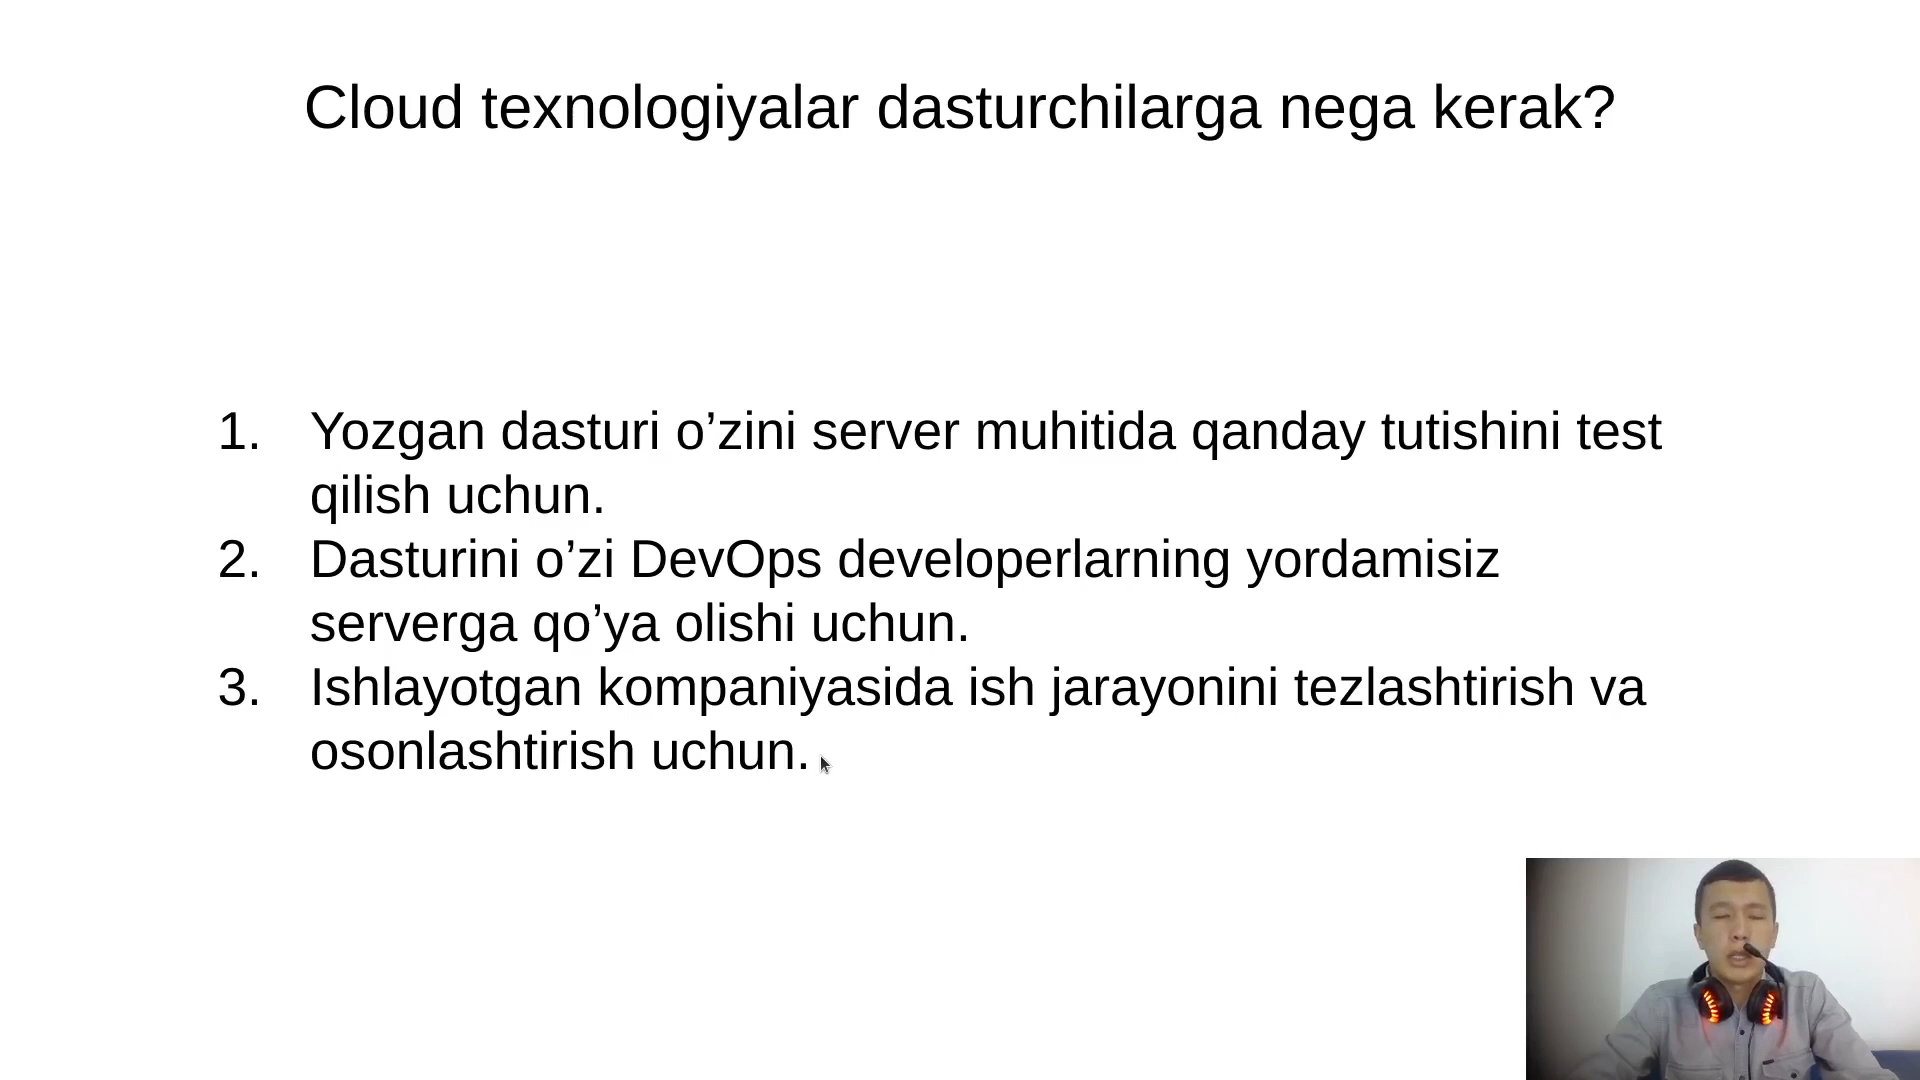 Cloud texnologiyalar dasturchilarga nega kerak?
1. Yozgan dasturi o’zini server muhitida qanday tutishini test
qilish uchun.
2. Dasturini o’zi DevOps developerlarning yordamisiz
serverga qo’ya olishi uchun.
3. Ishlayotgan kompaniyasida ish jarayonini tezlashtirish va
osonlashtirish uchun.